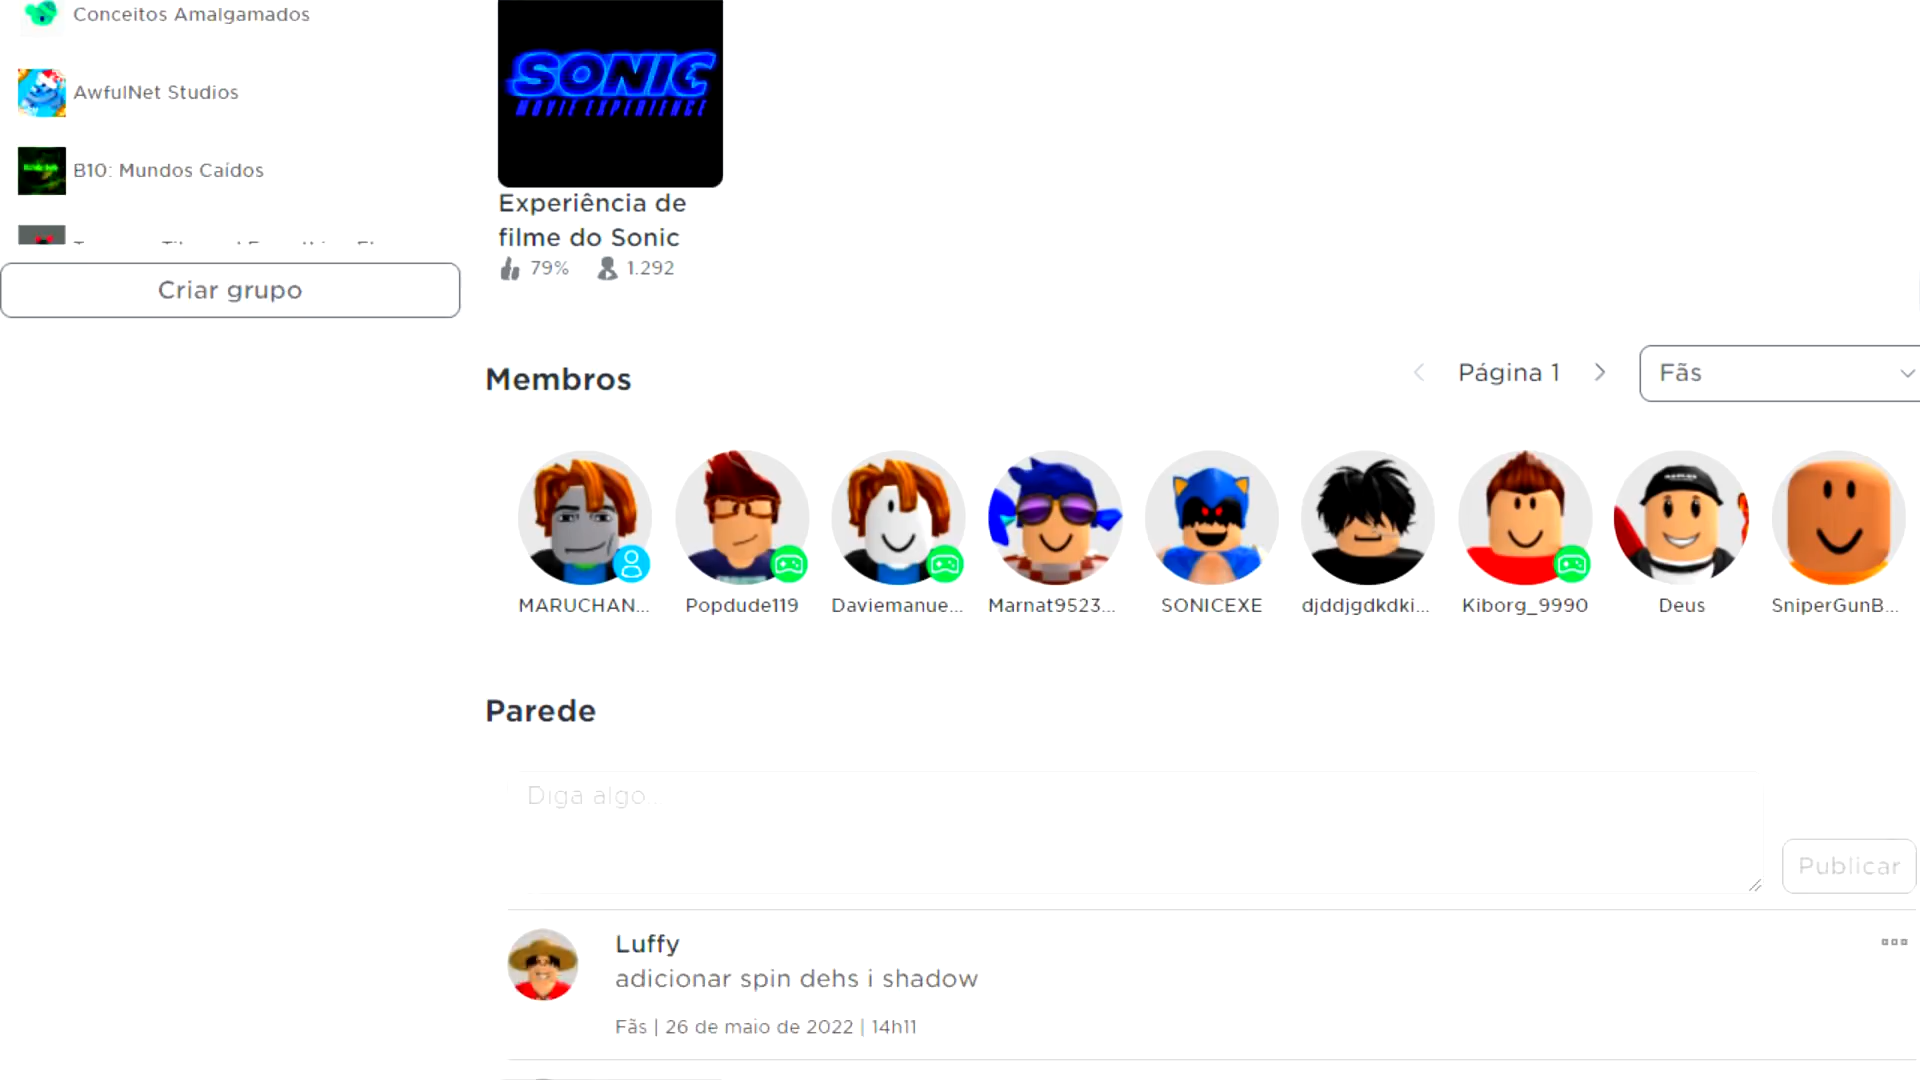 Conceitos Amalgamados
AwfulNet Studios
B10: Mundos Caídos
Criar grupo
SONIC
MOVIE EXPERIENCE
Experiência de
filme do Sonic
79% 1.292
Membros
Página 1
Fãs
MARUCHAN...
Popdude119
Daviemanue...
Marnat9523...
SONICEXE
djddjgdkdki...
Kiborg_9990
Deus
SniperGunB...
Parede
Diga algo..
Publicar
Luffy
adicionar spin dehs i shadow
Fãs | 26 de maio de 2022 | 14h11